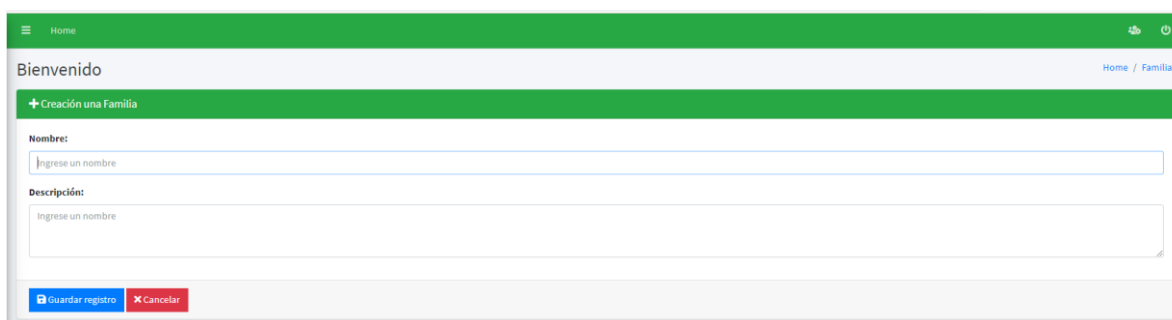 Home
Bienvenido
Home / Familia
Creación una Familia
Nombre:
Ingrese un nombre
Descripción:
Ingrese un nombre
Guardar registro
Cancelar